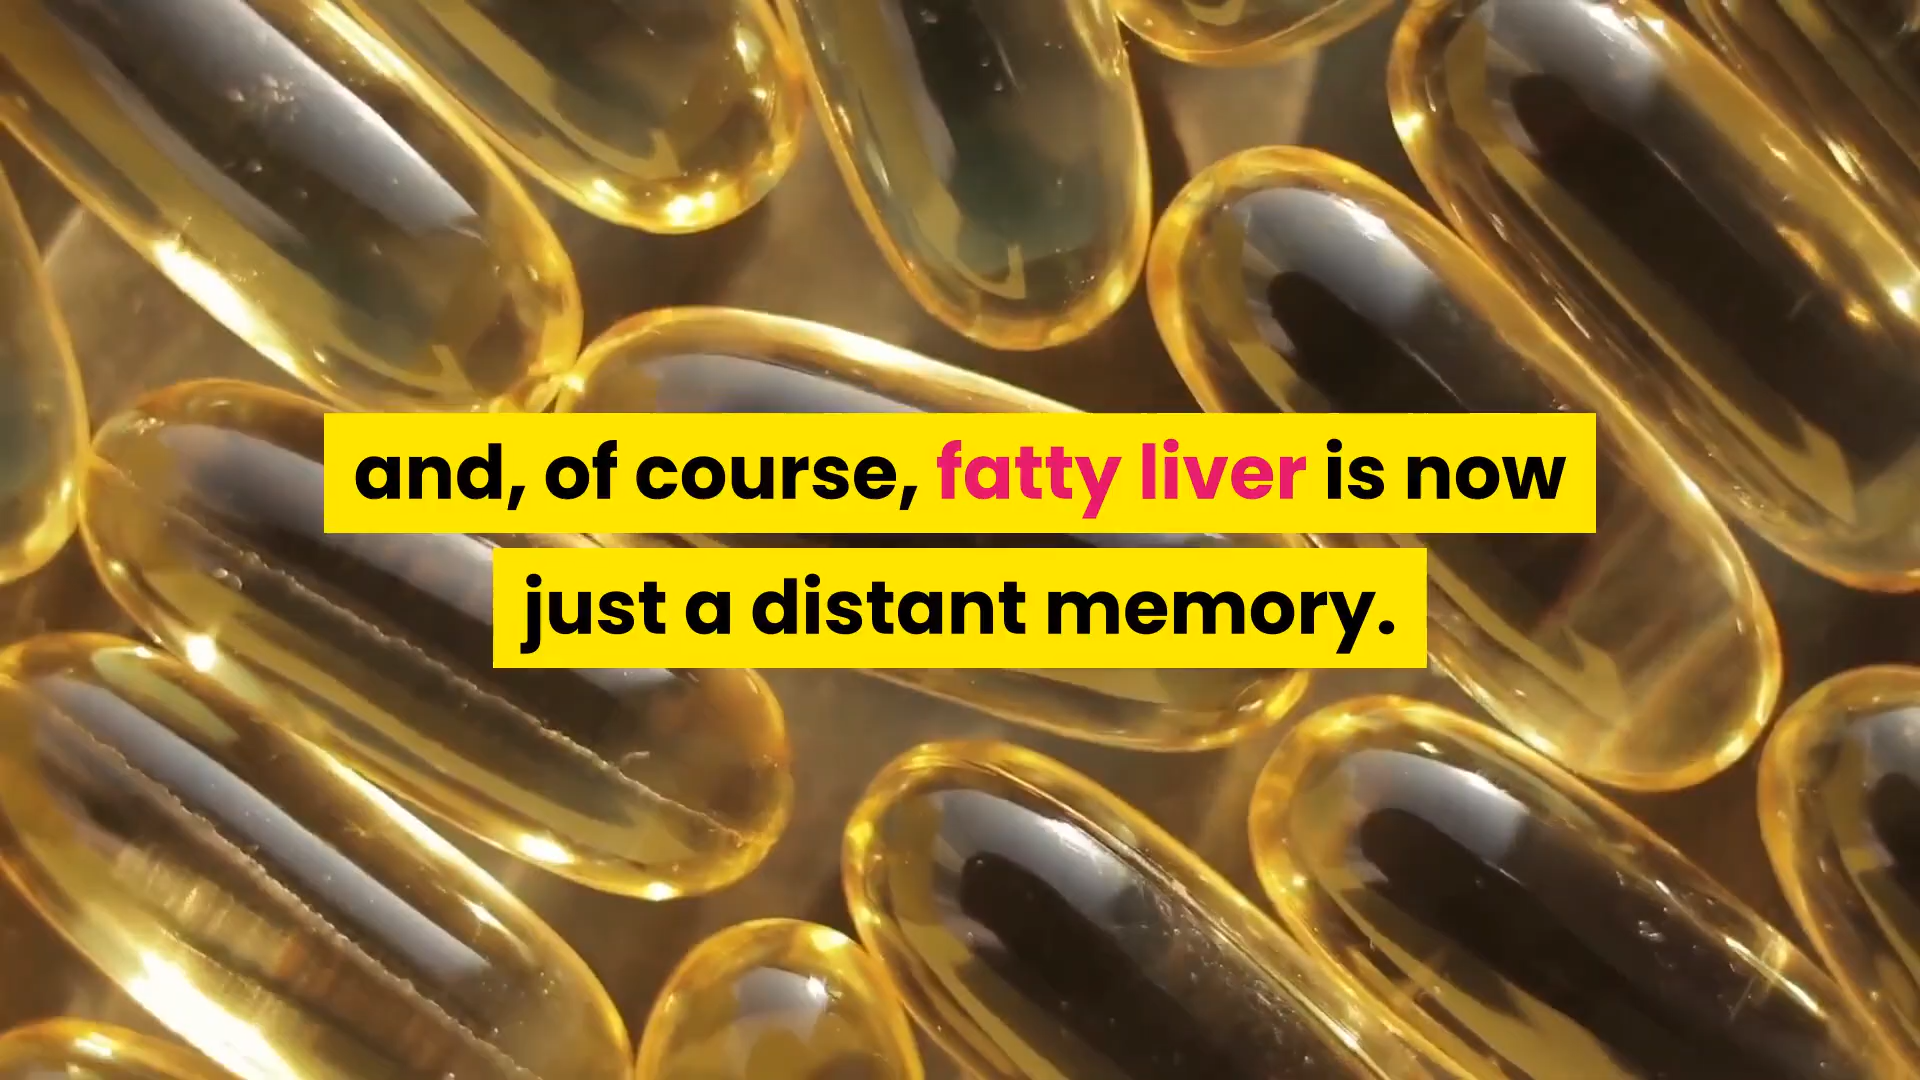 and, of course, fatty liver is now
just a distant memory.